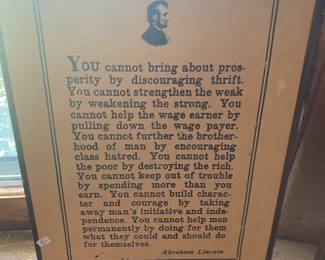 YOU cannot bring about pros-
perity by discouraging thrift.
You cannot strengthen the weak
by weakening the strong. You
cannot help the wage earner by
pulling down the wage payer.
You cannot further the brother-
hood of man by encouraging
class hatred. You cannot help
the poor by destroying the rich.
You cannot keep out of trouble
by spending more than you
earn. You cannot build charac-
ter and courage by taking
away man's initiative and inde-
pendence. You cannot help men
permanently by doing for them
what they could and should do
for themselves.
Abraham Lincoln